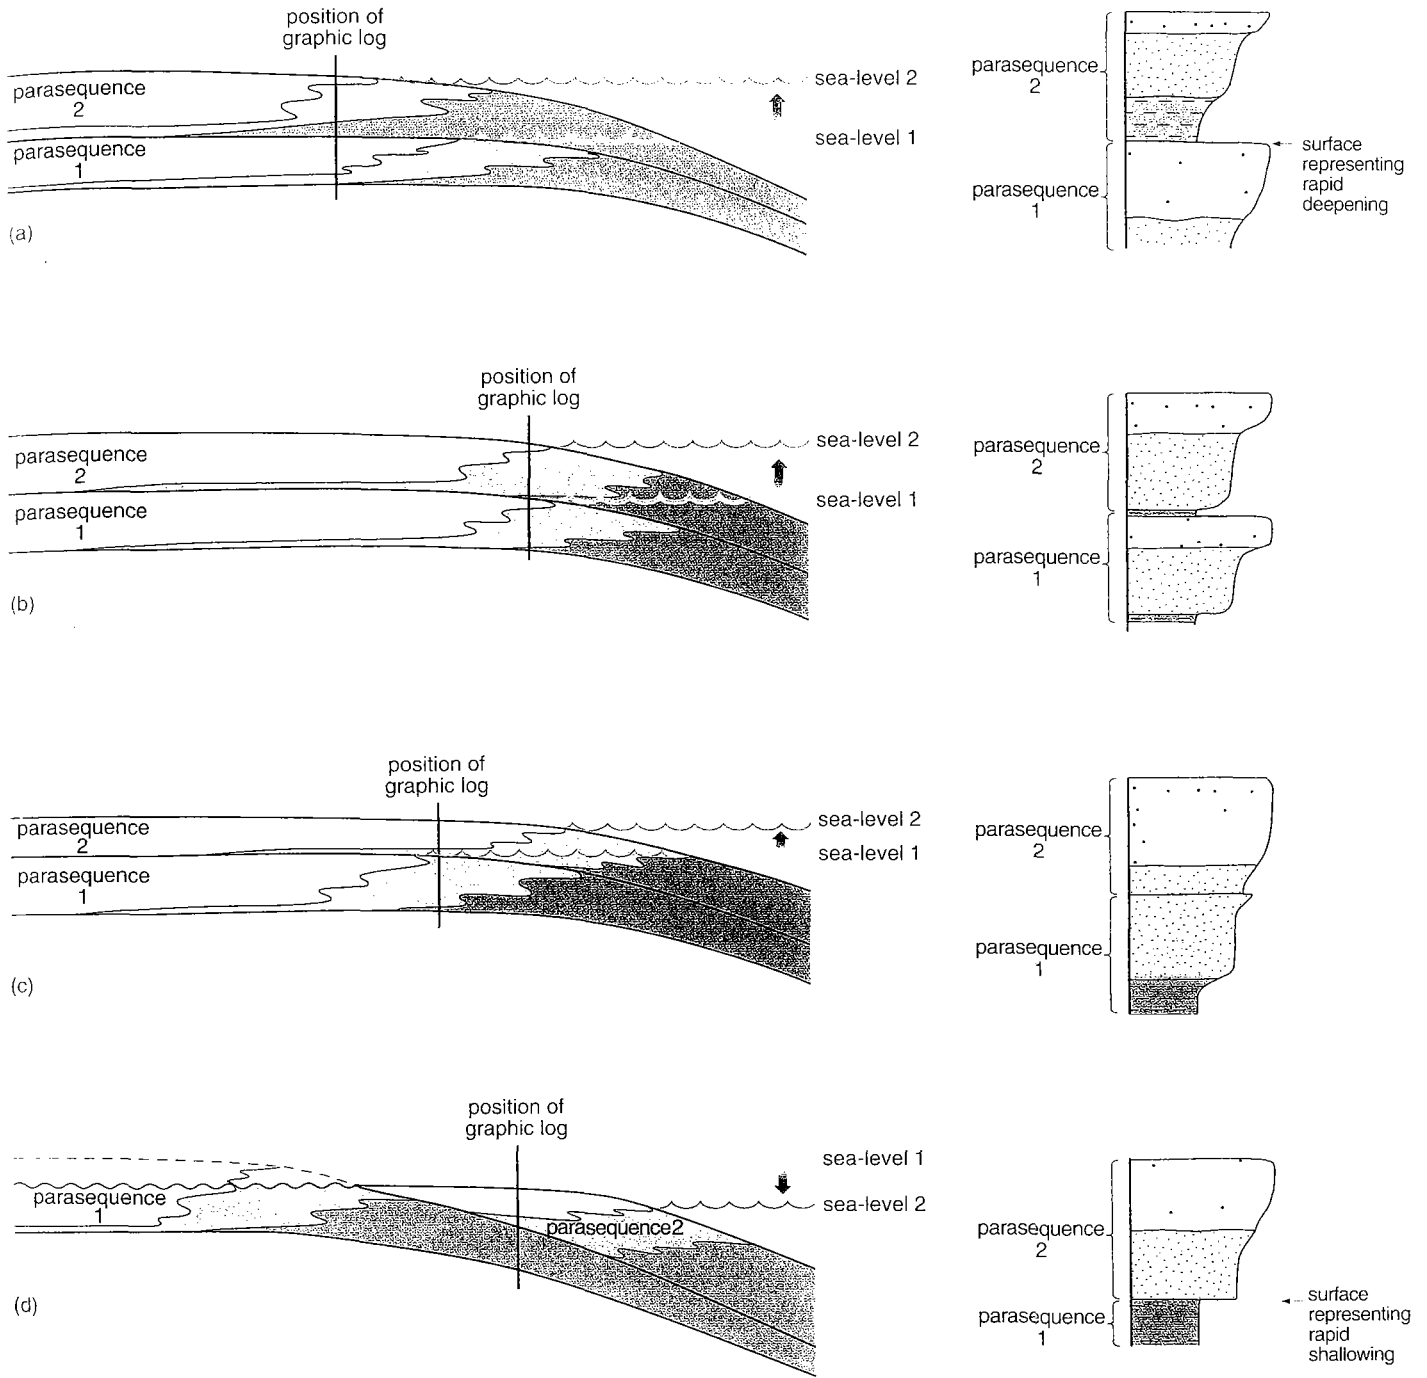 position of
graphic log
parasequence
2
parasequence
1
sea-level 2
sea-level 1
(a)
parasequence
2
parasequence
1
surface
representing
rapid
deepening
position of
graphic log
parasequence
2
parasequence
1
sea-level 2
sea-level 1
(b)
parasequence
2
parasequence
1
position of
graphic log
parasequence
2
parasequence
1
sea-level 2
sea-level 1
(c)
parasequence
2
parasequence
1
position of
graphic log
parasequence
1
parasequence2
sea-level 1
sea-level 2
(d)
parasequence
2
parasequence
1
surface
representing
rapid
shallowing